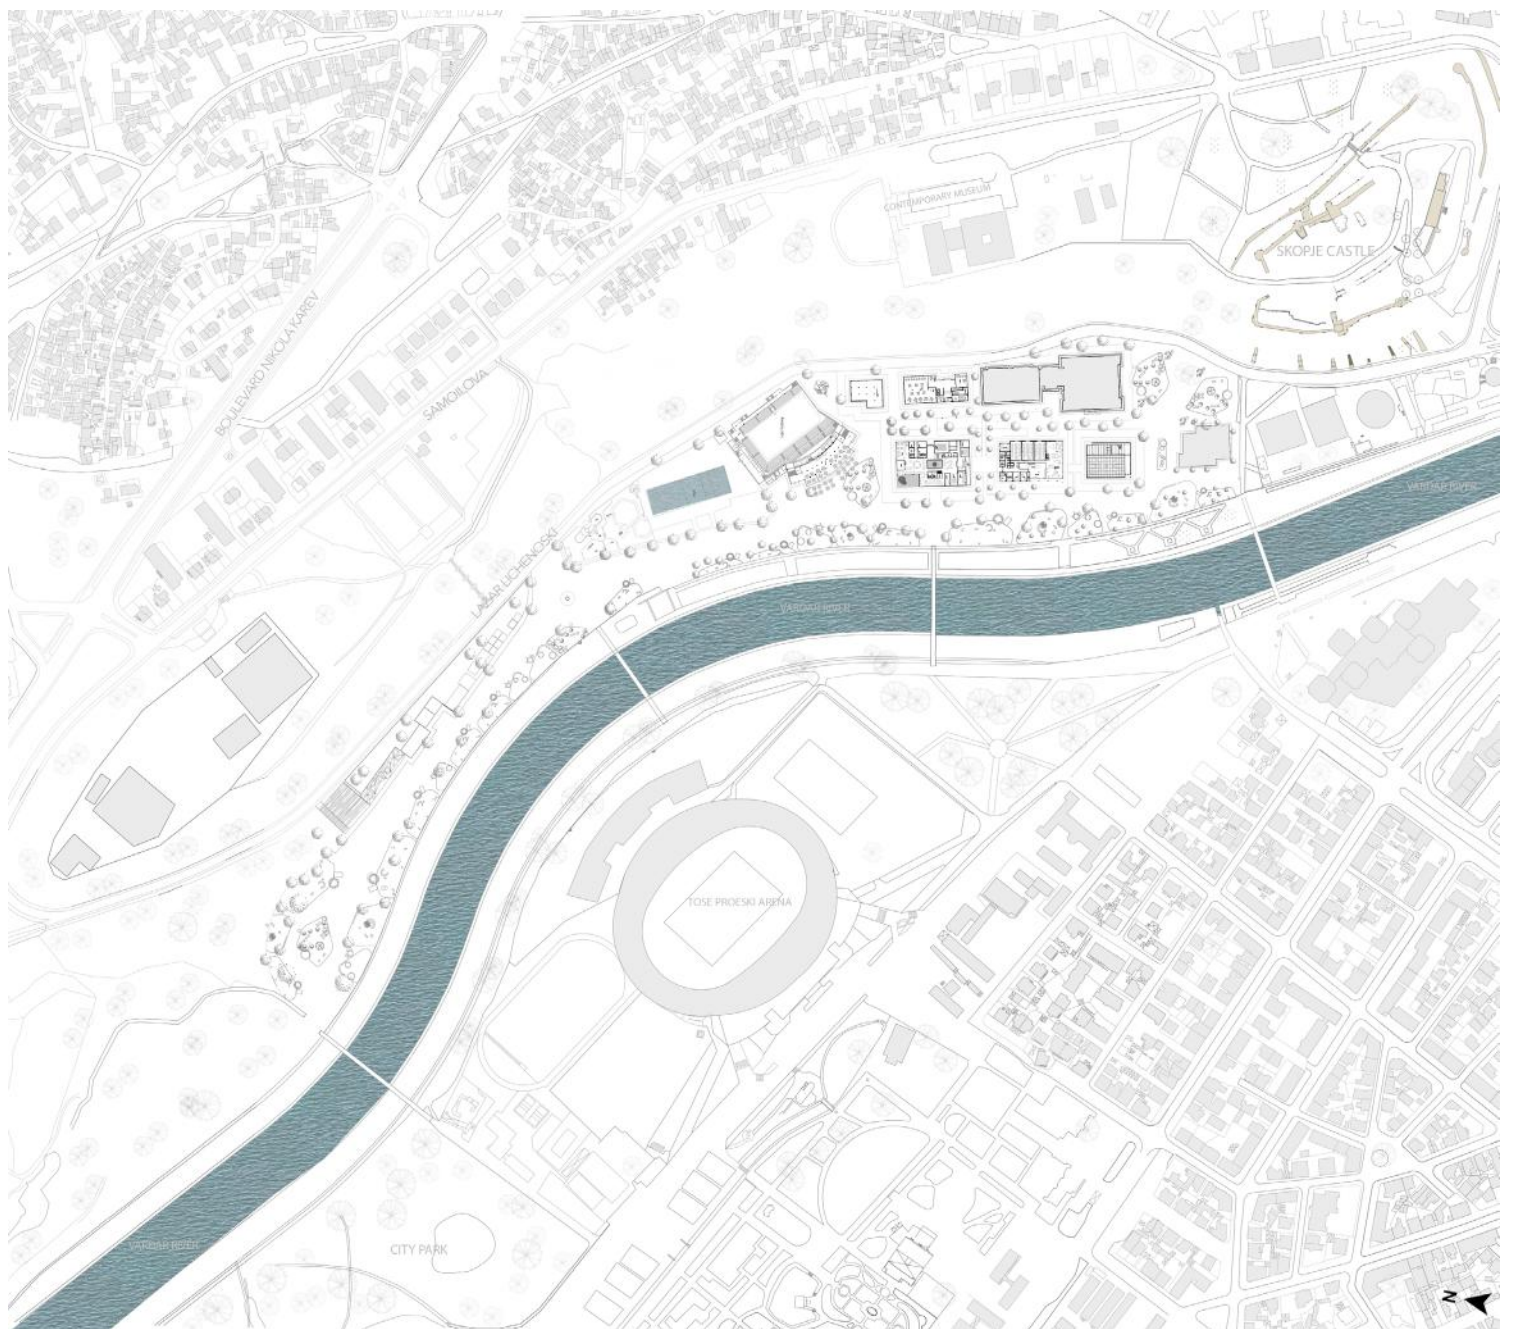 CONTEMPORARY MUSEUM
SKOPJE CASTLE
BOULEVARD NIKOLA KAREV
SAMOILOVA
VARDAR RIVER
LAZAR LICHENOSKI
VARDAR RIVER
TOSE PROESKI ARENA
VARDAR RIVER
CITY PARK
N